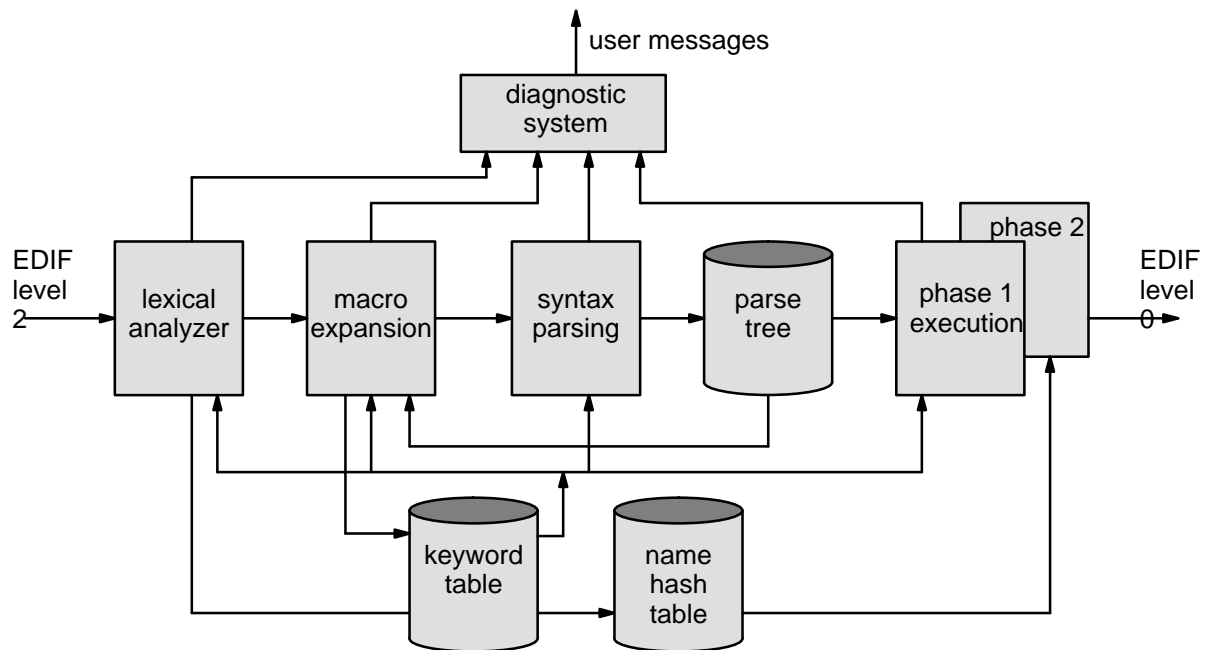 user messages
diagnostic
system
phase 2
EDIF
level
2
lexical
analyzer
macro
expansion
syntax
parsing
parse
tree
phase 1
execution
EDIF
level
0
keyword
table
name
hash
table